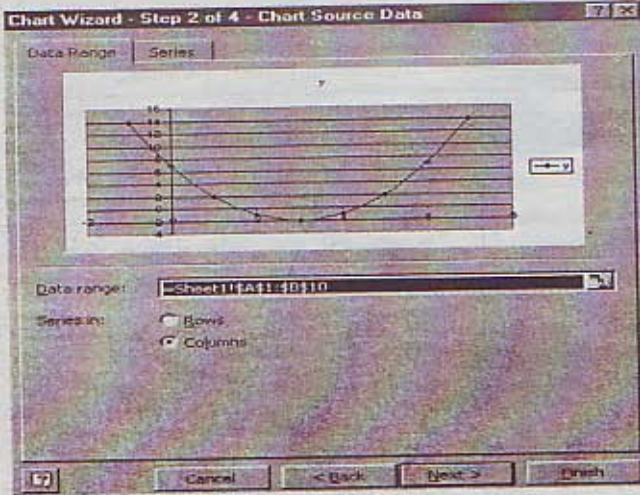 Chart Wizard - Step 2 of 4 - Chart Source Data
Data Range Series
y
16
14
12
10
8
6
4
2
0
-2
-4
y
Data range: =Sheet1!$A$1:$B$10
Series in: Rows
Columns
Cancel < Back Next > Finish